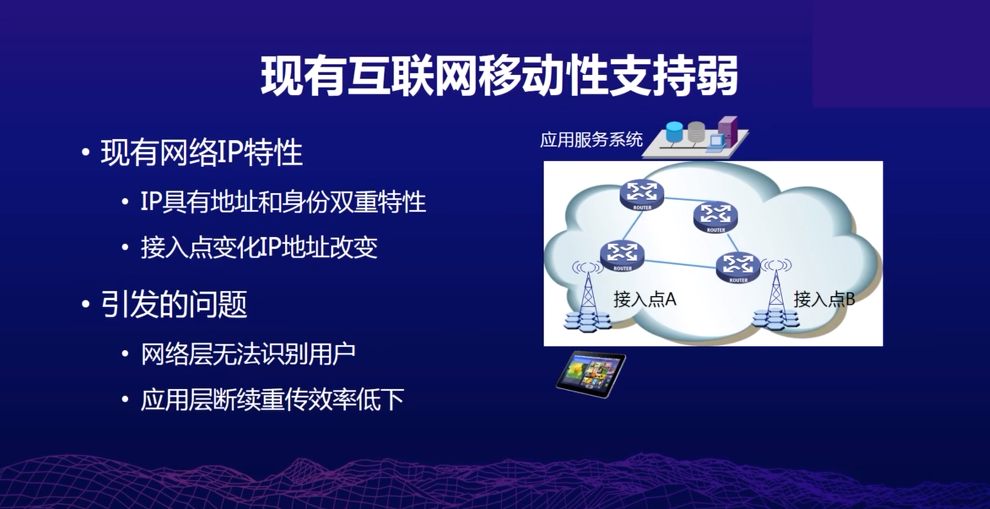 现有互联网移动性支持弱
• 现有网络IP特性
• IP具有地址和身份双重特性
• 接入点变化IP地址改变
• 引发的问题
• 网络层无法识别用户
• 应用层断续重传效率低下
应用服务系统
ROUTER
ROUTER
ROUTER
ROUTER
接入点A
接入点B